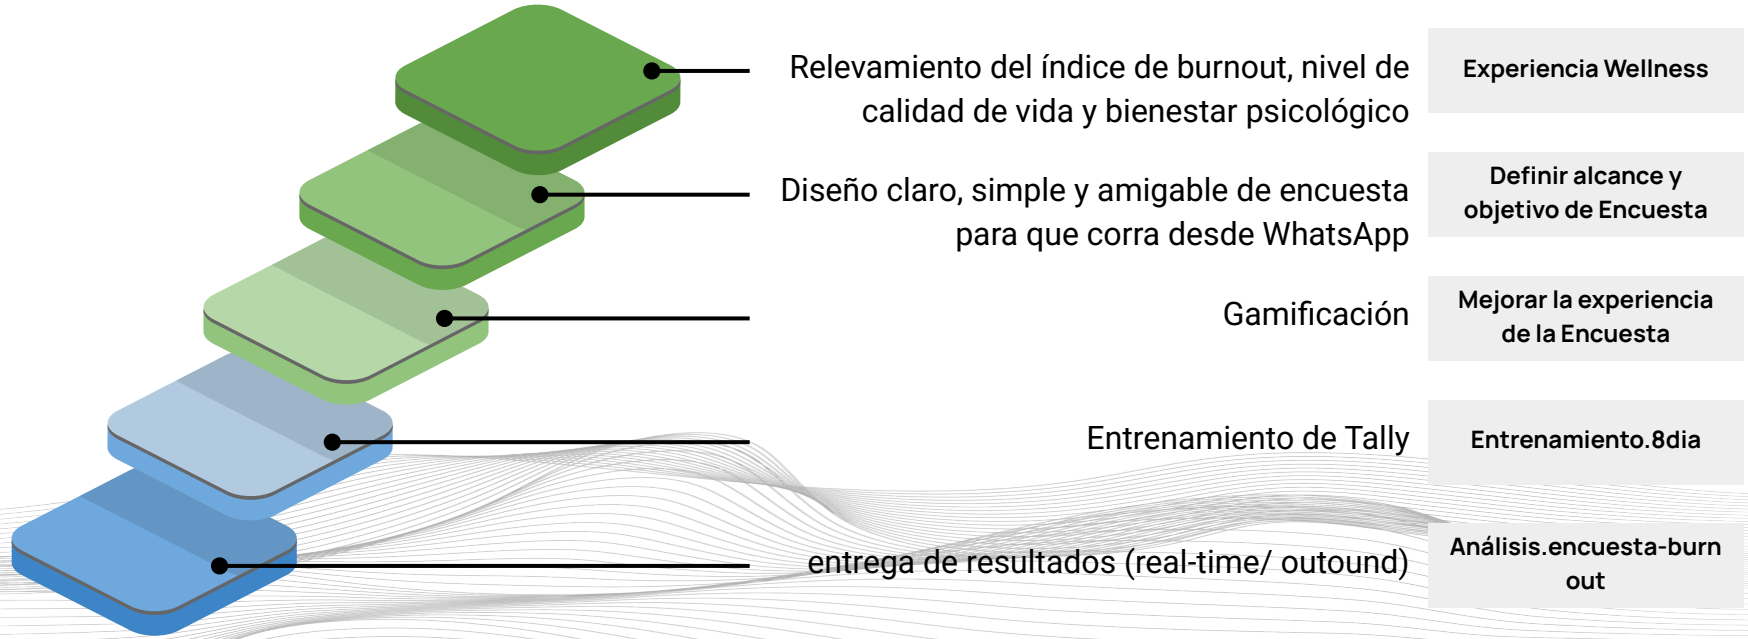 Relevamiento del índice de burnout, nivel de
calidad de vida y bienestar psicológico
Experiencia Wellness
Diseño claro, simple y amigable de encuesta
para que corra desde WhatsApp
Definir alcance y
objetivo de Encuesta
Gamificación
Mejorar la experiencia
de la Encuesta
Entrenamiento de Tally
Entrenamiento.8dia
entrega de resultados (real-time/ outound)
Análisis.encuesta-burn
out